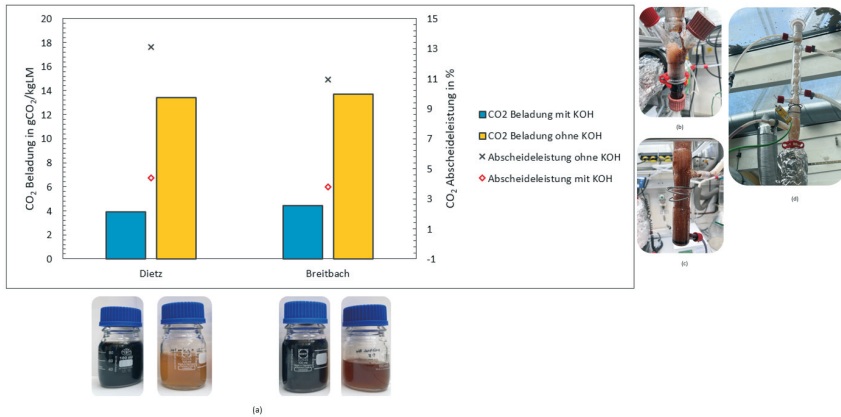 20
18
16
14
12
10
8
6
4
2
0
CO₂ Beladung in gCO₂/kgLM
15
13
11
9
7
5
3
1
-1
CO₂ Abscheideleistung in %
Dietz
Breitbach
CO2 Beladung mit KOH
CO2 Beladung ohne KOH
Abscheideleistung ohne KOH
Abscheideleistung mit KOH
(a)
(b)
(c)
(d)